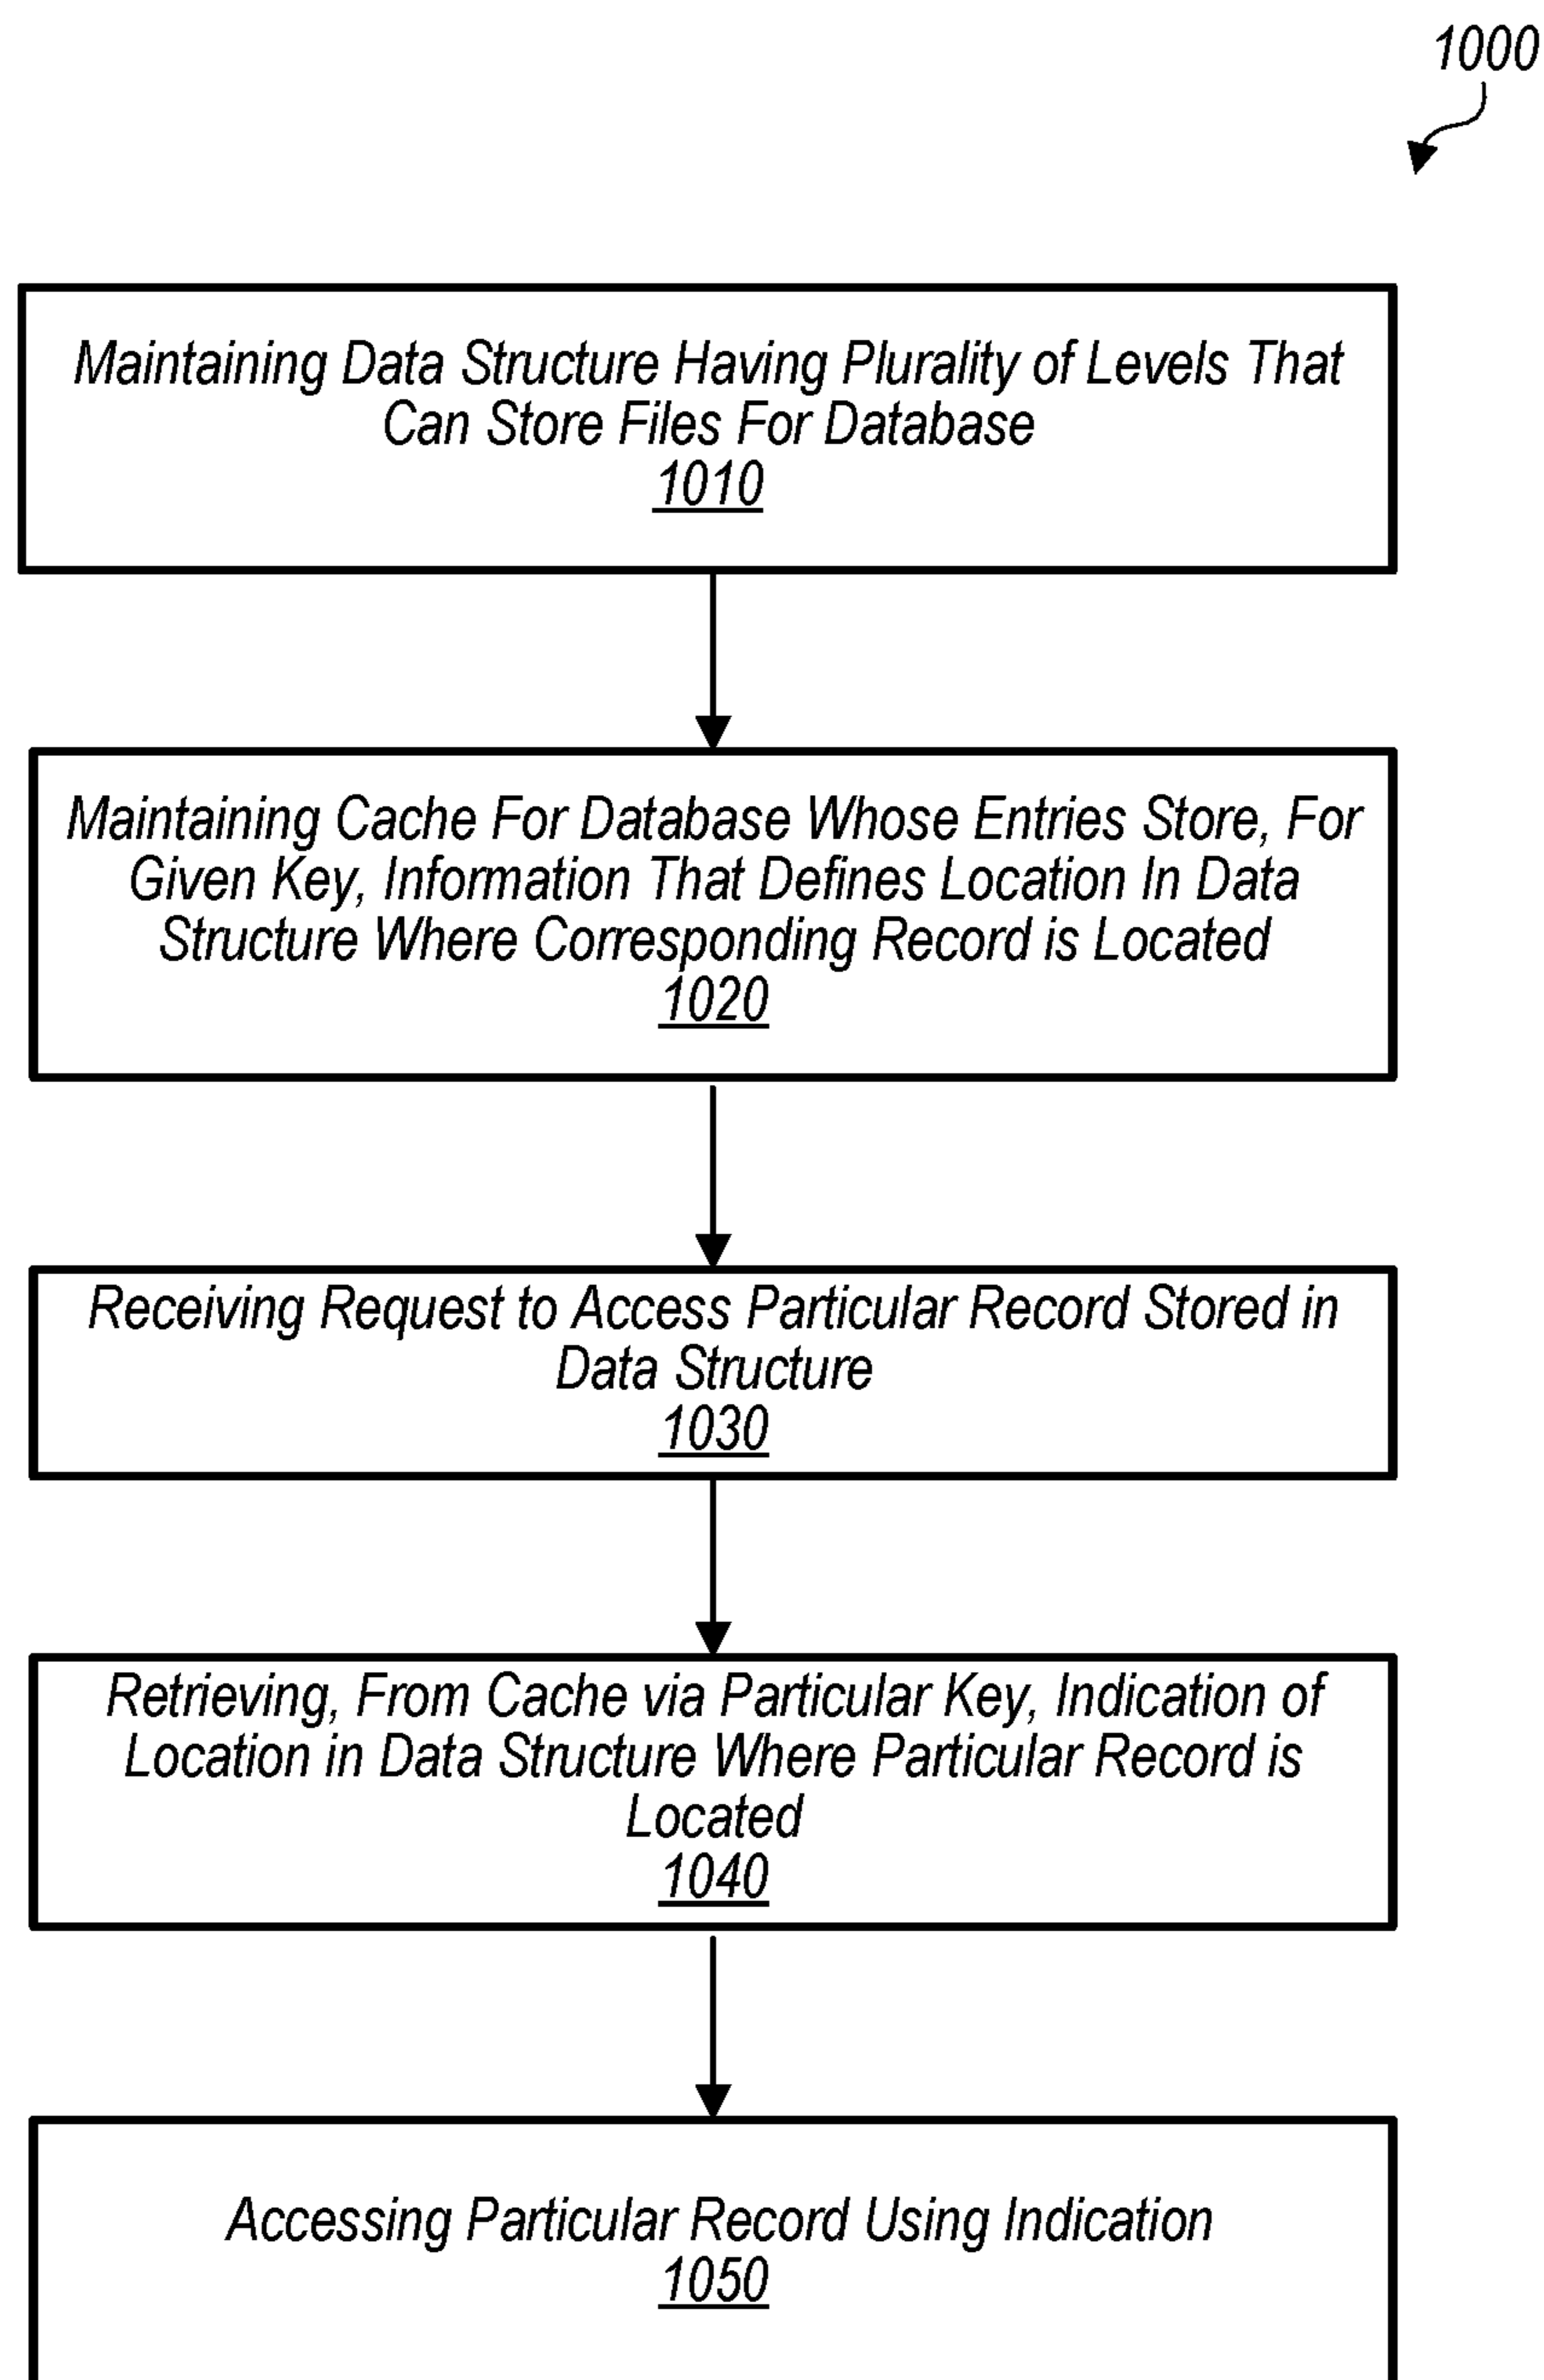 1000
Maintaining Data Structure Having Plurality of Levels That
Can Store Files For Database
1010
Maintaining Cache For Database Whose Entries Store, For
Given Key, Information That Defines Location In Data
Structure Where Corresponding Record is Located
1020
Receiving Request to Access Particular Record Stored in
Data Structure
1030
Retrieving, From Cache via Particular Key, Indication of
Location in Data Structure Where Particular Record is
Located
1040
Accessing Particular Record Using Indication
1050